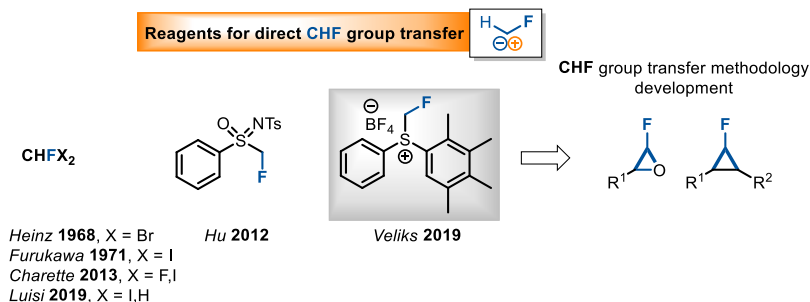 Reagents for direct CHF group transfer
H F
⊖ ⊕
CHF group transfer methodology
development
CHFX₂
O NTs
S
F
⊖
BF₄
F
S
⊕
F
R¹ O
F
R¹ R²
Heinz 1968, X = Br
Furukawa 1971, X = I
Charette 2013, X = F,I
Luisi 2019, X = I,H
Hu 2012
Veliks 2019